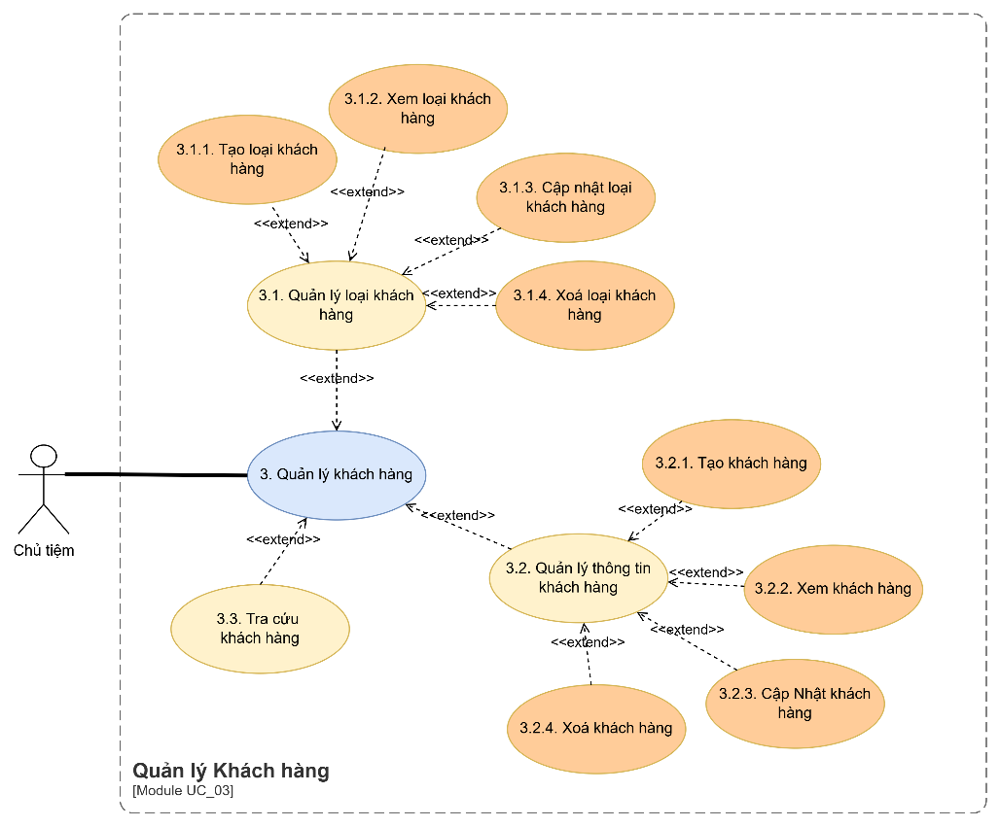 3.1.2. Xem loại khách
hàng
3.1.1. Tạo loại khách
hàng
<<extend>>
3.1.3. Cập nhật loại
khách hàng
<<extend>>
<<extend>>
3.1. Quản lý loại khách
hàng
<<extend>>
3.1.4. Xoá loại khách
hàng
<<extend>>
3. Quản lý khách hàng
Chủ tiệm
3.2.1. Tạo khách hàng
<<extend>>
<<extend>>
<<extend>>
3.2. Quản lý thông tin
khách hàng
<<extend>>
3.2.2. Xem khách hàng
3.3. Tra cứu
khách hàng
<<extend>>
<<extend>>
3.2.3. Cập Nhật khách
hàng
3.2.4. Xoá khách hàng
Quản lý Khách hàng
[Module UC_03]